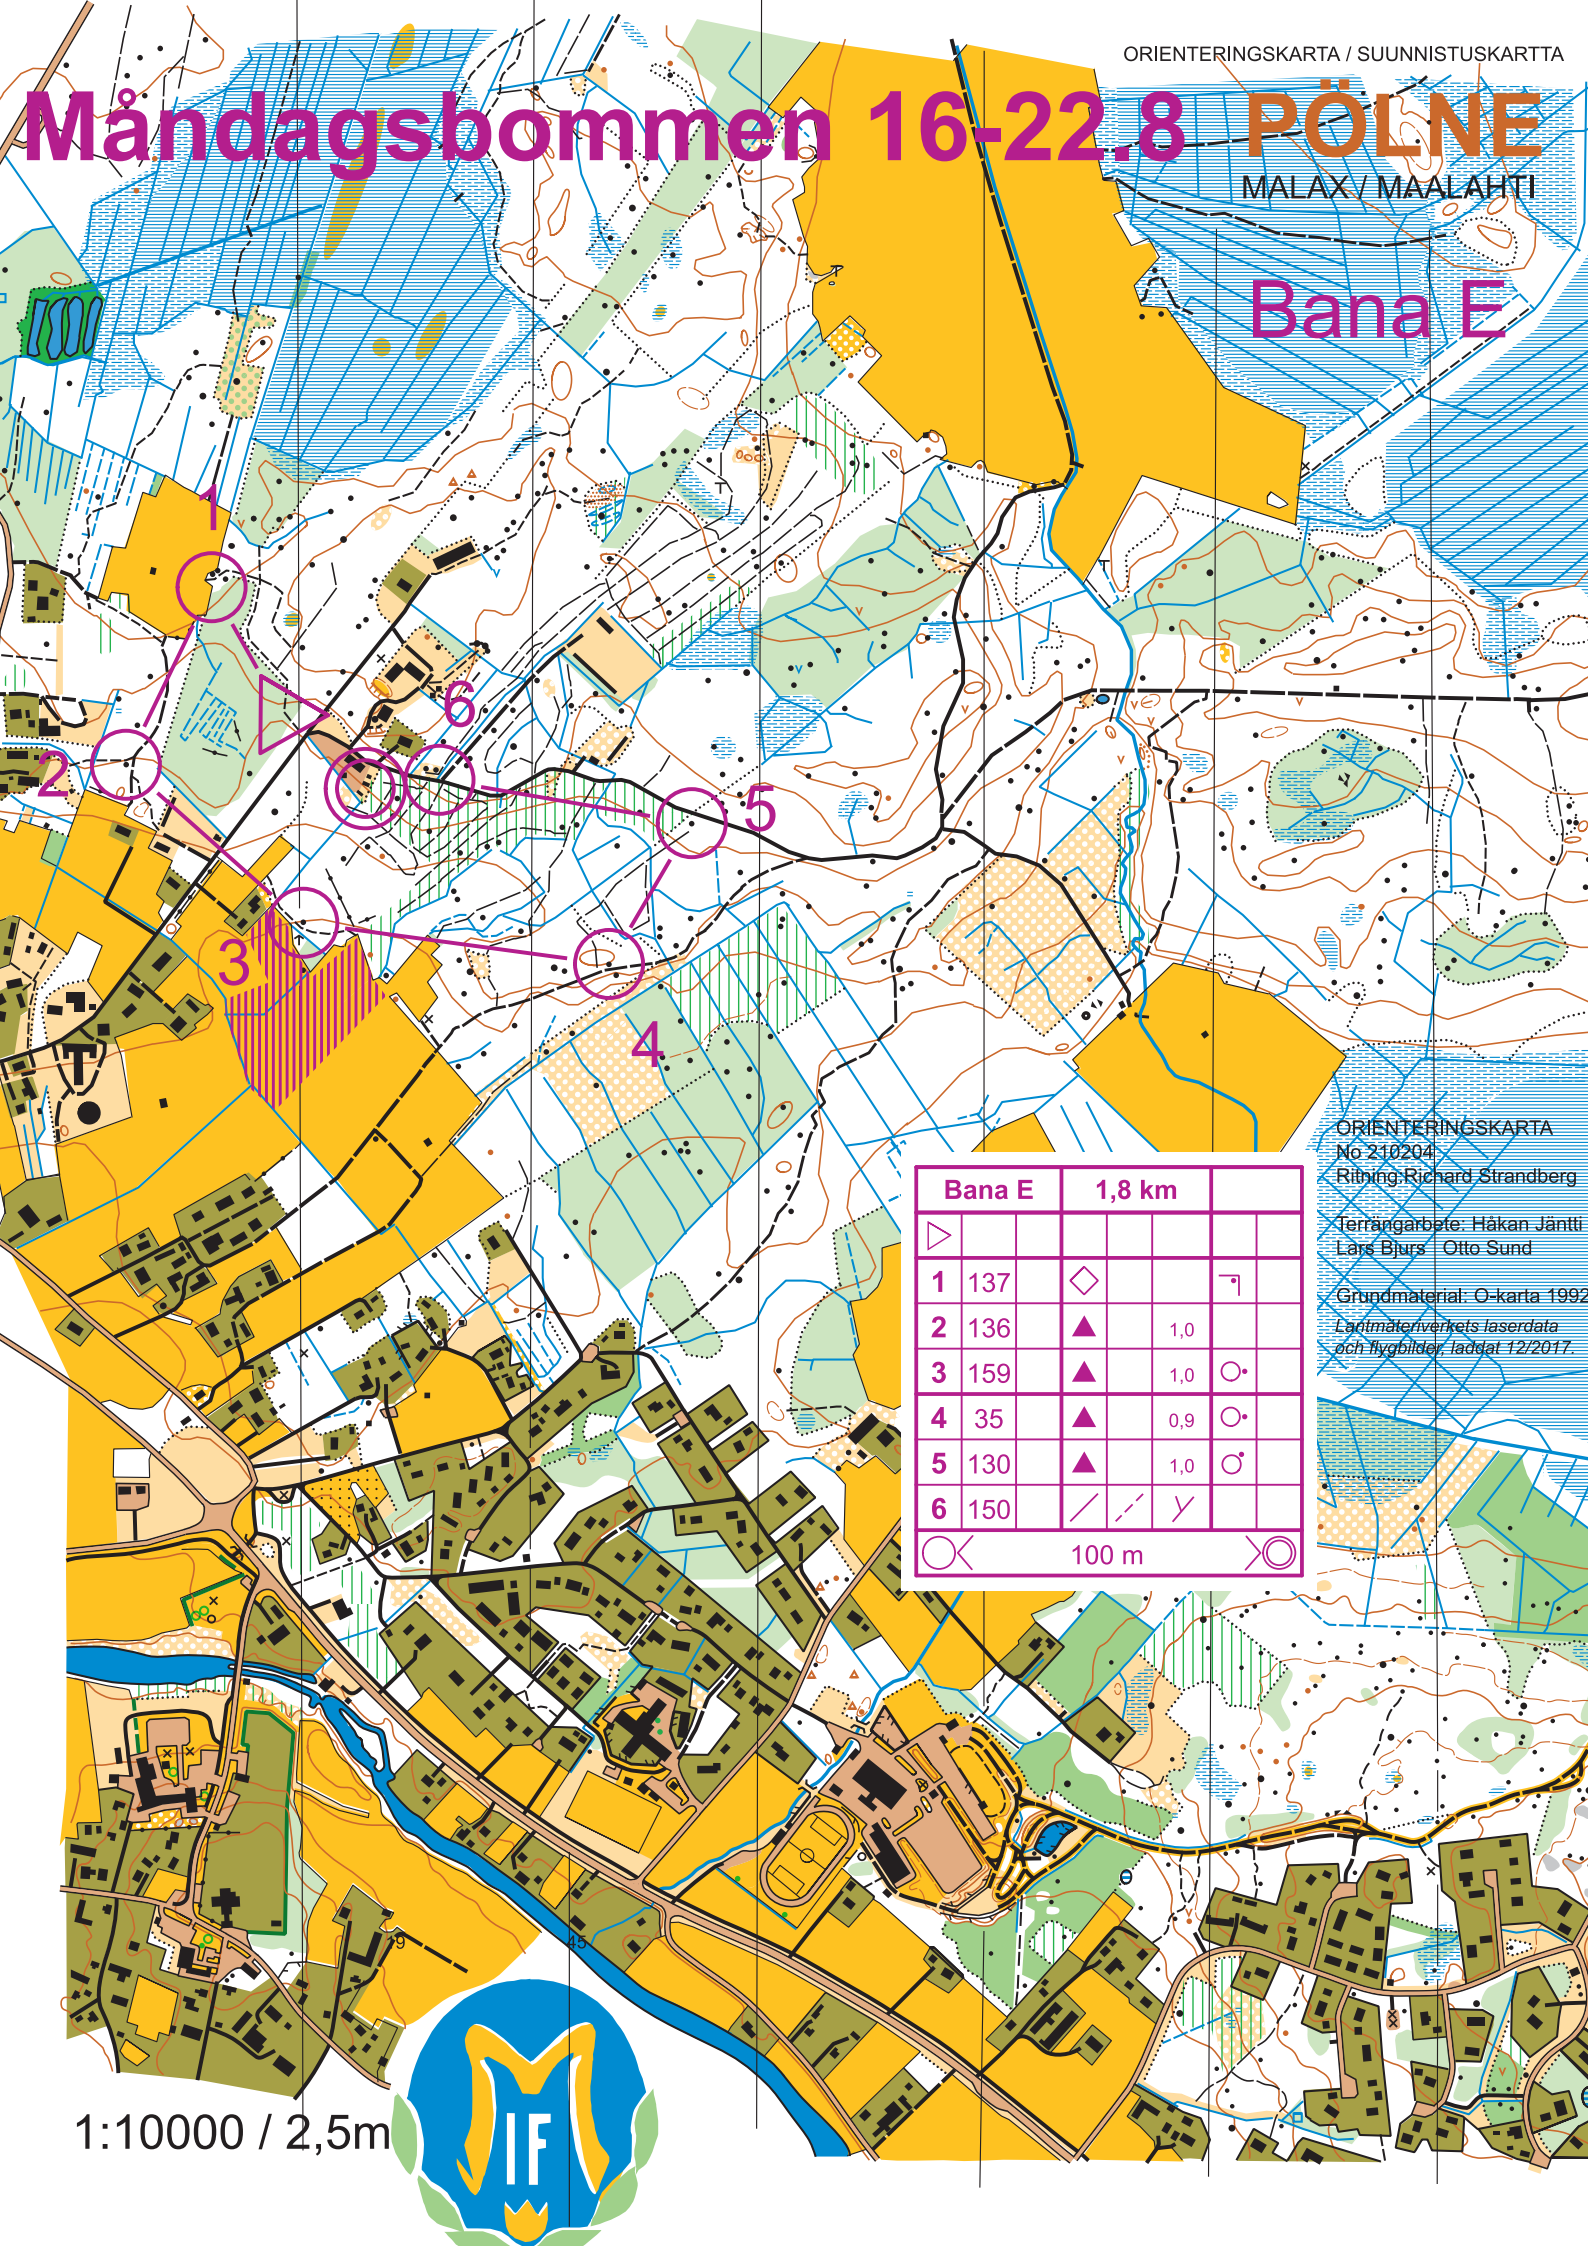 ORIENTERINGSKARTA / SUUNNISTUSKARTTA
Måndagsbommen 16-22.8
PÖLNE
MALAX / MAALAHTI
Bana E
1
2
3
4
5
6
ORIENTERINGSKARTA
No 210204
Ritning:Richard Strandberg
Terrängarbete: Håkan Jäntti
Lars Bjurs Otto Sund
Grundmaterial: O-karta 1992
Lantmäteriverkets laserdata
och flygbilder, laddat 12/2017.
Bana E 1,8 km
1 137
2 136 1,0
3 159 1,0
4 35 0,9
5 130 1,0
6 150
100 m
45
1:10000 / 2,5m
IF